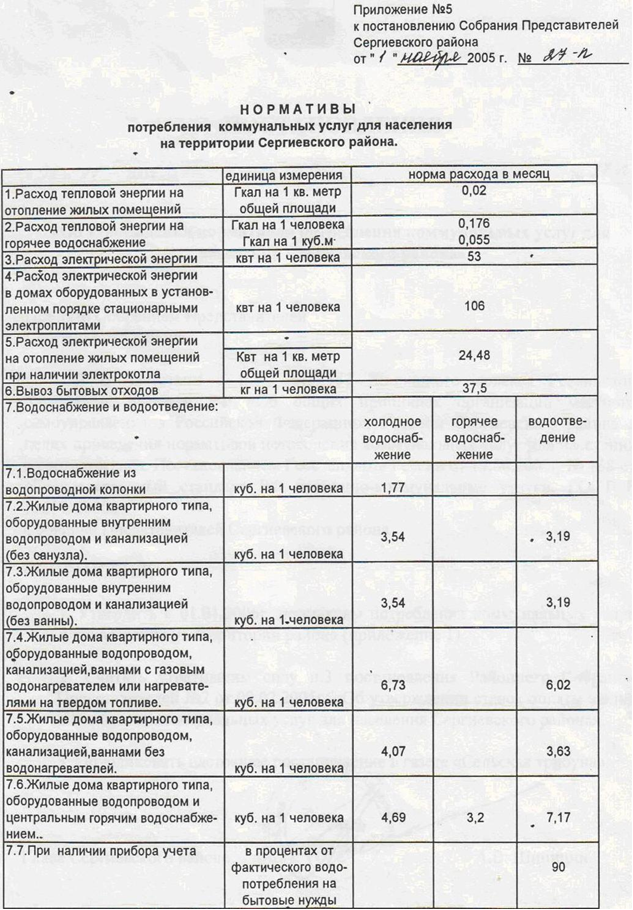 Приложение №5
к постановлению Собрания Представителей
Сергиевского района
от " 1 " ноября 2005 г. № 27-п
Н О Р М А Т И В Ы
потребления коммунальных услуг для населения
на территории Сергиевского района.
единица измерения норма расхода в месяц
1.Расход тепловой энергии на Гкал на 1 кв. метр 0,02
отопление жилых помещений общей площади
2.Расход тепловой энергии на Гкал на 1 человека 0,176
горячее водоснабжение Гкал на 1 куб.м 0,055
3.Расход электрической энергии квт на 1 человека 53
4.Расход электрической энергии
в домах оборудованных в установ-
ленном порядке стационарными квт на 1 человека 106
электроплитами
5.Расход электрической энергии
на отопление жилых помещений Квт на 1 кв. метр 24,48
при наличии электрокотла общей площади
6.Вывоз бытовых отходов кг на 1 человека 37,5
7.Водоснабжение и водоотведение:
холодное горячее водоотве-
водоснаб- водоснаб- дение
жение жение
7.1.Водоснабжение из
водопроводной колонки куб. на 1 человека 1,77
7.2.Жилые дома квартирного типа,
оборудованные внутренним
водопроводом и канализацией 3,54 3,19
(без санузла). куб. на 1 человека
7.3.Жилые дома квартирного типа,
оборудованные внутренним
водопроводом и канализацией 3,54 3,19
(без ванны). куб. на 1 человека
7.4.Жилые дома квартирного типа,
оборудованные водопроводом,
канализацией,ваннами с газовым
водонагревателем или нагревате- 6,73 6,02
лями на твердом топливе. куб. на 1 человека
7.5.Жилые дома квартирного типа,
оборудованные водопроводом,
канализацией,ваннами без 4,07 3,63
водонагревателей. куб. на 1 человека
7.6.Жилые дома квартирного типа,
оборудованные водопроводом и
центральным горячим водоснабже- куб. на 1 человека 4,69 3,2 7,17
нием..
7.7.При наличии прибора учета в процентах от
фактического водо- 90
потребления на
бытовые нужды